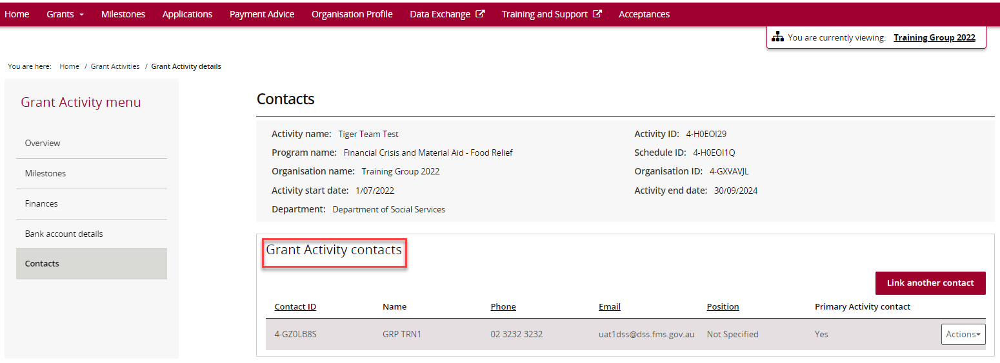 Home Grants Milestones Applications Payment Advice Organisation Profile Data Exchange Training and Support Acceptances
You are currently viewing: Training Group 2022
You are here: Home / Grant Activities / Grant Activity details
Grant Activity menu
Overview
Milestones
Finances
Bank account details
Contacts
Contacts
Activity name: Tiger Team Test Activity ID: 4-H0EOI29
Program name: Financial Crisis and Material Aid - Food Relief Schedule ID: 4-H0EOI1Q
Organisation name: Training Group 2022 Organisation ID: 4-GXVAVJL
Activity start date: 1/07/2022 Activity end date: 30/09/2024
Department: Department of Social Services
Grant Activity contacts
Link another contact
Contact ID Name Phone Email Position Primary Activity contact
4-GZ0LB8S GRP TRN1 02 3232 3232 uat1dss@dss.fms.gov.au Not Specified Yes Actions